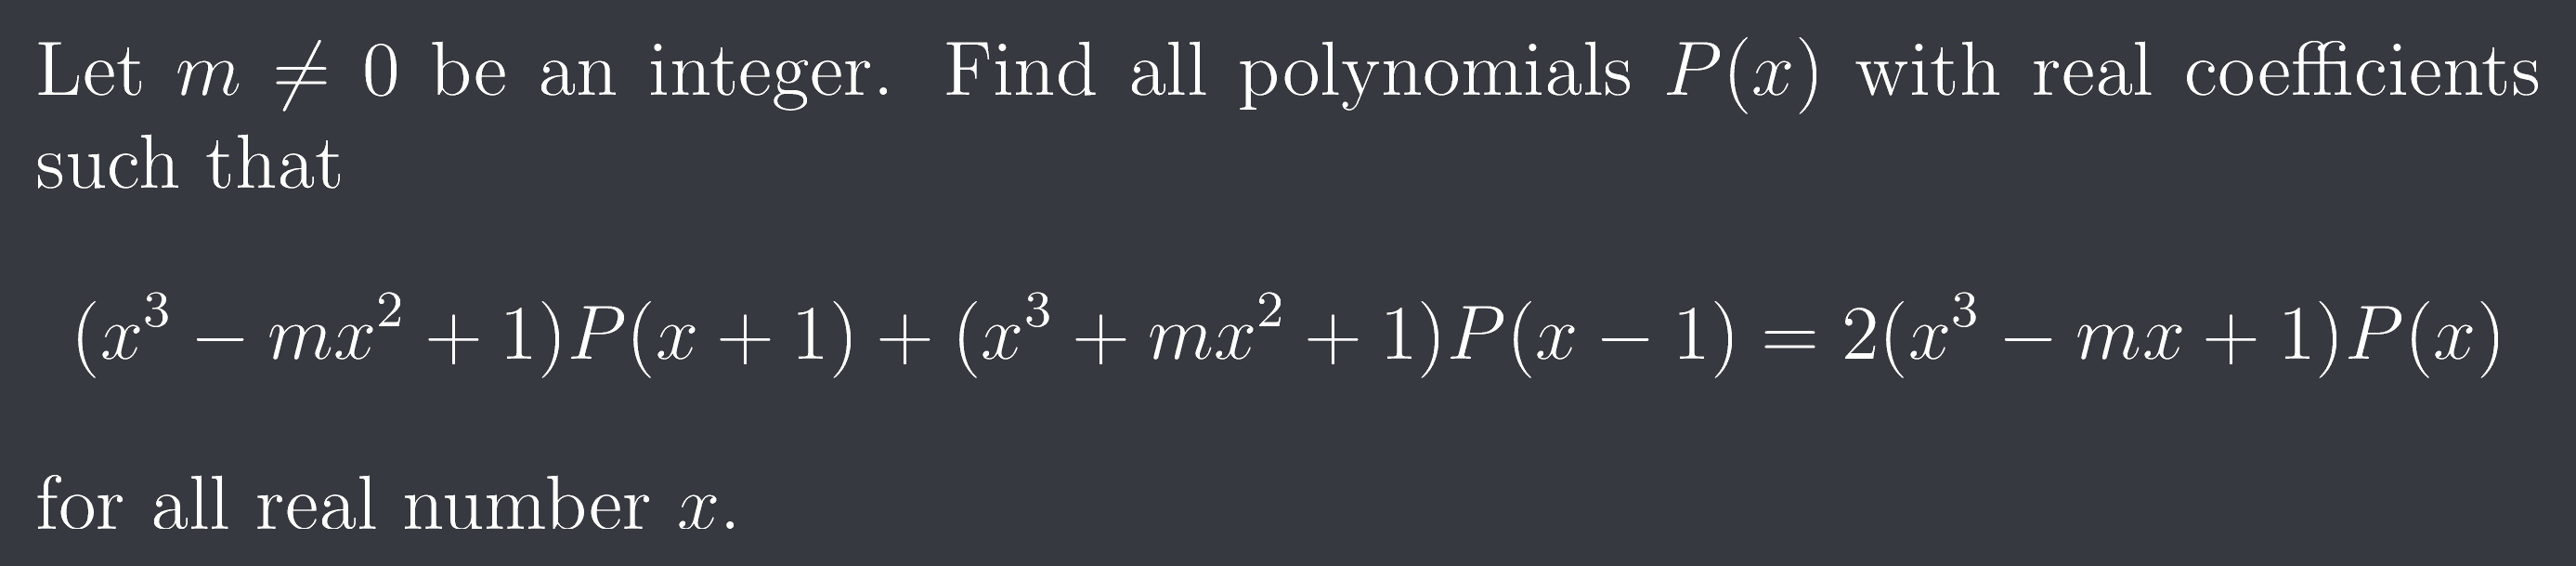 Let m ≠ 0 be an integer. Find all polynomials P(x) with real coefficients
such that
(x³ − mx² + 1)P(x + 1) + (x³ + mx² + 1)P(x − 1) = 2(x³ − mx + 1)P(x)
for all real number x.